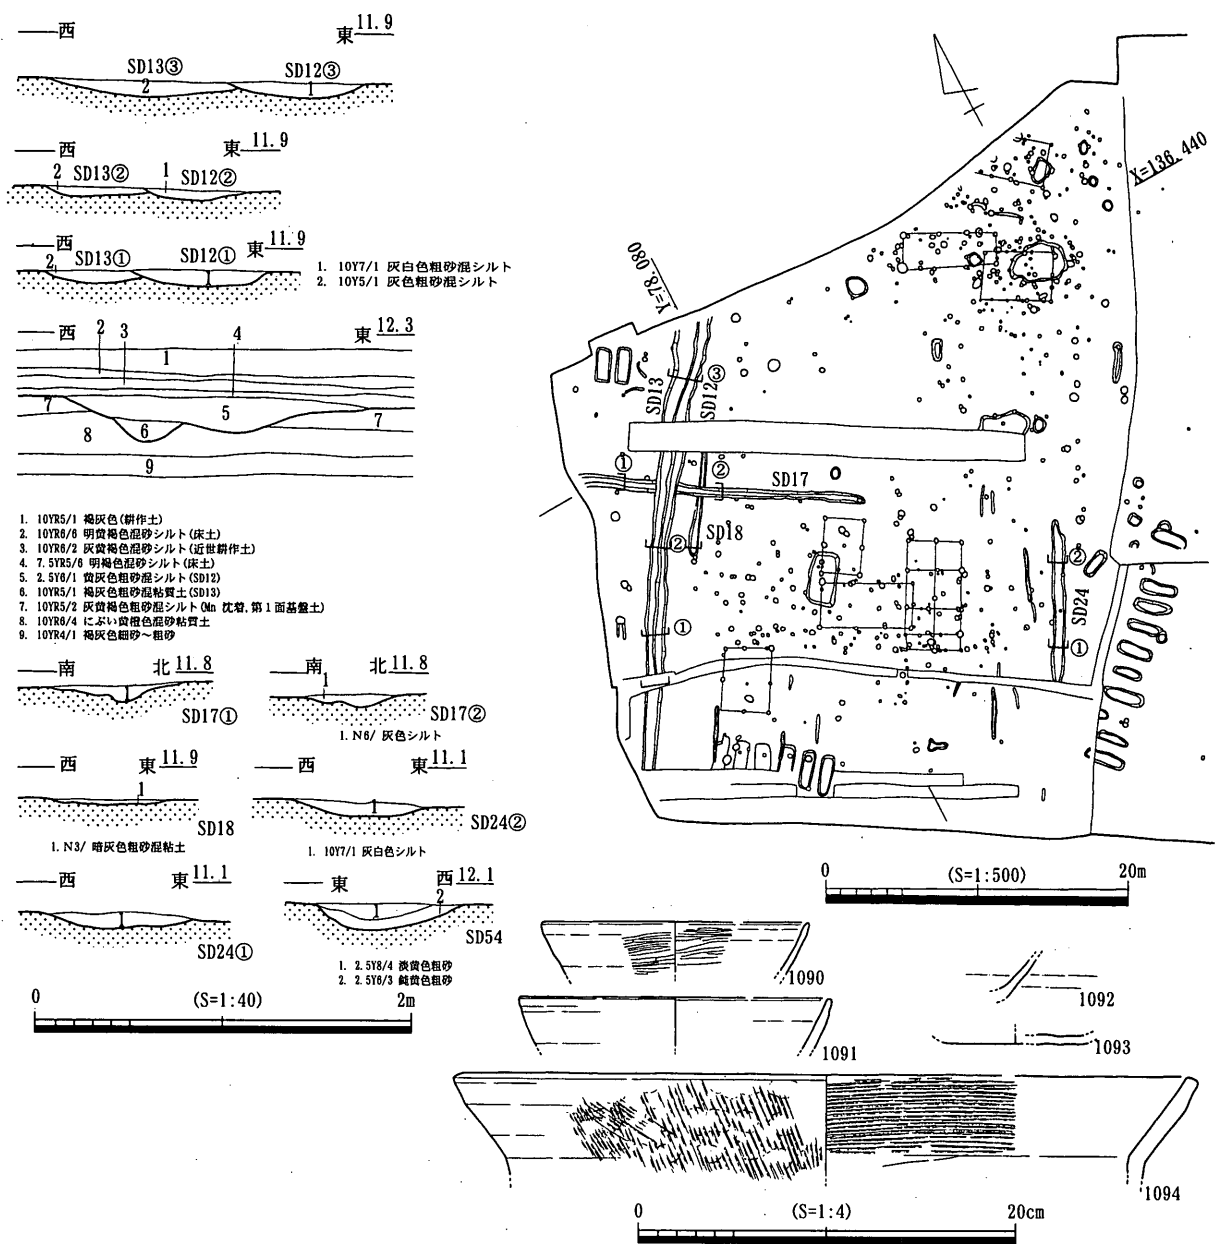 西 東 11.9
SD13③ SD12③
2 1
西 東 11.9
2 SD13② 1 SD12②
西 東 11.9
2 SD13① SD12①
1
1. 10Y7/1 灰白色粗砂混シルト
2. 10Y5/1 灰色粗砂混シルト
西 2 3 4 東 12.3
1
7 5 7
8 6
9
1. 10YR5/1 褐灰色(耕作土)
2. 10YR6/6 明黄褐色混砂シルト(床土)
3. 10YR6/2 灰黄褐色混砂シルト(近世耕作土)
4. 7.5YR5/6 明褐色混砂シルト(床土)
5. 2.5Y6/1 黄灰色粗砂混シルト(SD12)
6. 10YR5/1 褐灰色粗砂混粘質土(SD13)
7. 10YR5/2 灰黄褐色粗砂混シルト(Mn 沈着,第1面基盤土)
8. 10YR6/4 にぶい黄橙色混砂粘質土
9. 10YR4/1 褐灰色細砂～粗砂
南 北 11.8
1
SD17①
南 北 11.8
1
SD17②
1. N6/ 灰色シルト
西 東 11.9
1
SD18
1. N3/ 暗灰色粗砂混粘土
西 東 11.1
1
SD24②
1. 10Y7/1 灰白色シルト
西 東 11.1
1
SD24①
東 西 12.1
1 2
SD54
1. 2.5Y8/4 淡黄色粗砂
2. 2.5Y6/3 鈍黄色粗砂
0 (S=1:40) 2m
X=136.440
Y=78.080
SD13 SD12 ③
① ② SD17
② SD18
①
② SD24
①
0 (S=1:500) 20m
1090
1091
1092
1093
1094
0 (S=1:4) 20cm